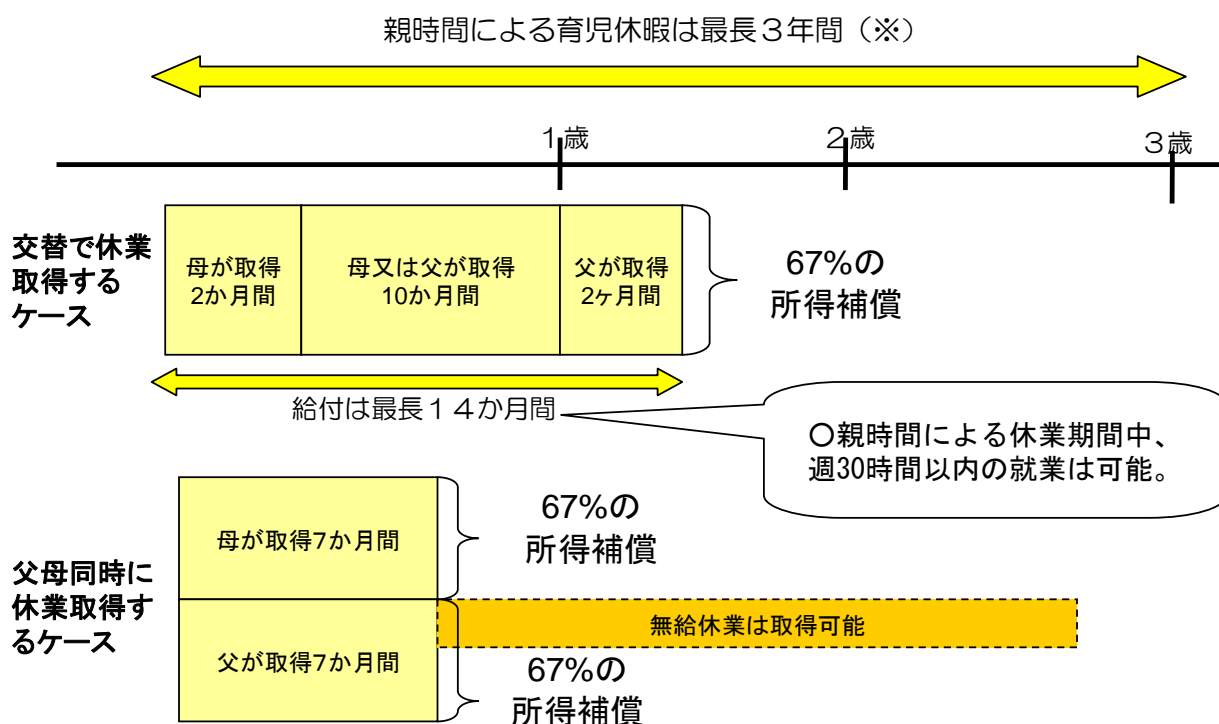 親時間による育児休暇は最長３年間（※）
１歳
２歳
３歳
交替で休業
取得する
ケース
母が取得
2か月間
母又は父が取得
10か月間
父が取得
2ヶ月間
67%の
所得補償
給付は最長１４か月間
〇親時間による休業期間中、
週30時間以内の就業は可能。
父母同時に
休業取得す
るケース
母が取得7か月間
67%の
所得補償
無給休業は取得可能
父が取得7か月間
67%の
所得補償